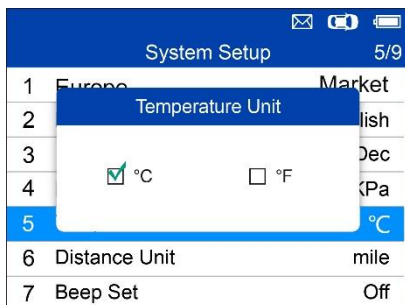 System Setup 5/9
1 Europe Market
Temperature Unit
2 lish
3 Dec
°C °F
4 KPa
5 °C
6 Distance Unit mile
7 Beep Set Off